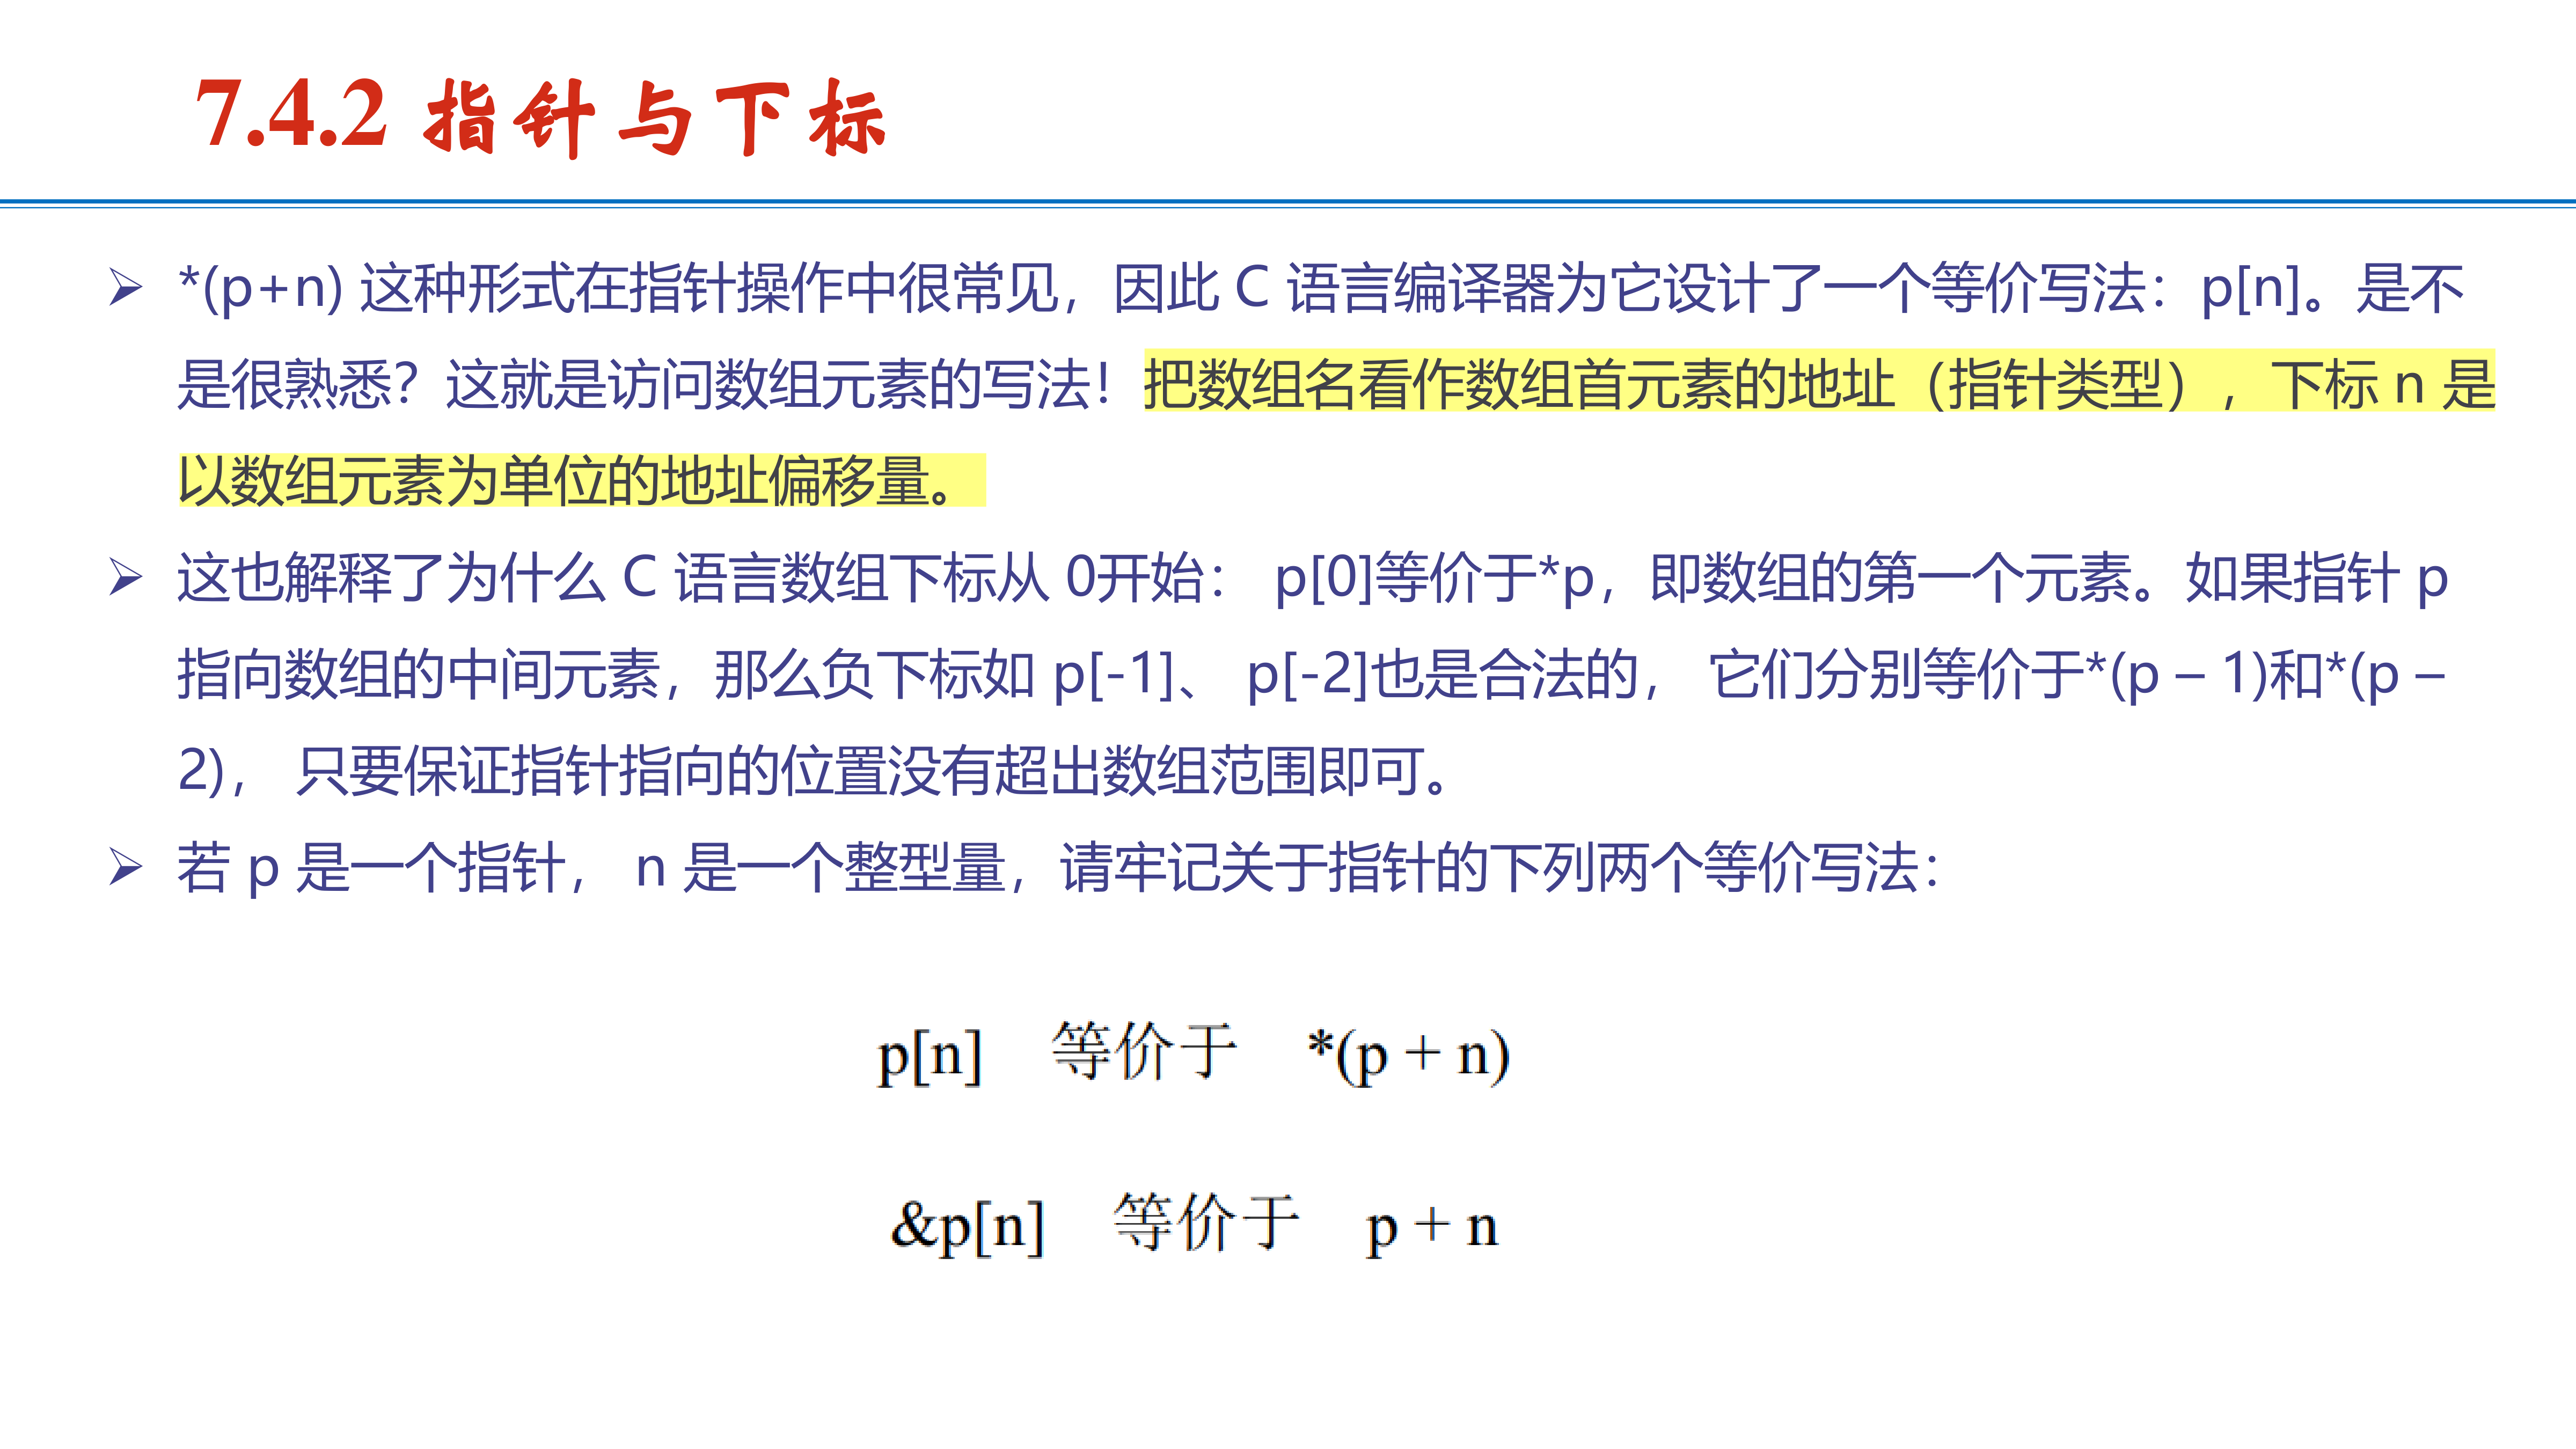 7.4.2 指针与下标
*(p+n) 这种形式在指针操作中很常见，因此 C 语言编译器为它设计了一个等价写法：p[n]。是不
是很熟悉？这就是访问数组元素的写法！把数组名看作数组首元素的地址（指针类型）， 下标 n 是
以数组元素为单位的地址偏移量。
这也解释了为什么 C 语言数组下标从 0开始： p[0]等价于*p，即数组的第一个元素。如果指针 p
指向数组的中间元素，那么负下标如 p[-1]、 p[-2]也是合法的， 它们分别等价于*(p – 1)和*(p –
2)， 只要保证指针指向的位置没有超出数组范围即可。
若 p 是一个指针， n 是一个整型量，请牢记关于指针的下列两个等价写法：
p[n] 等价于 *(p + n)
&p[n] 等价于 p + n